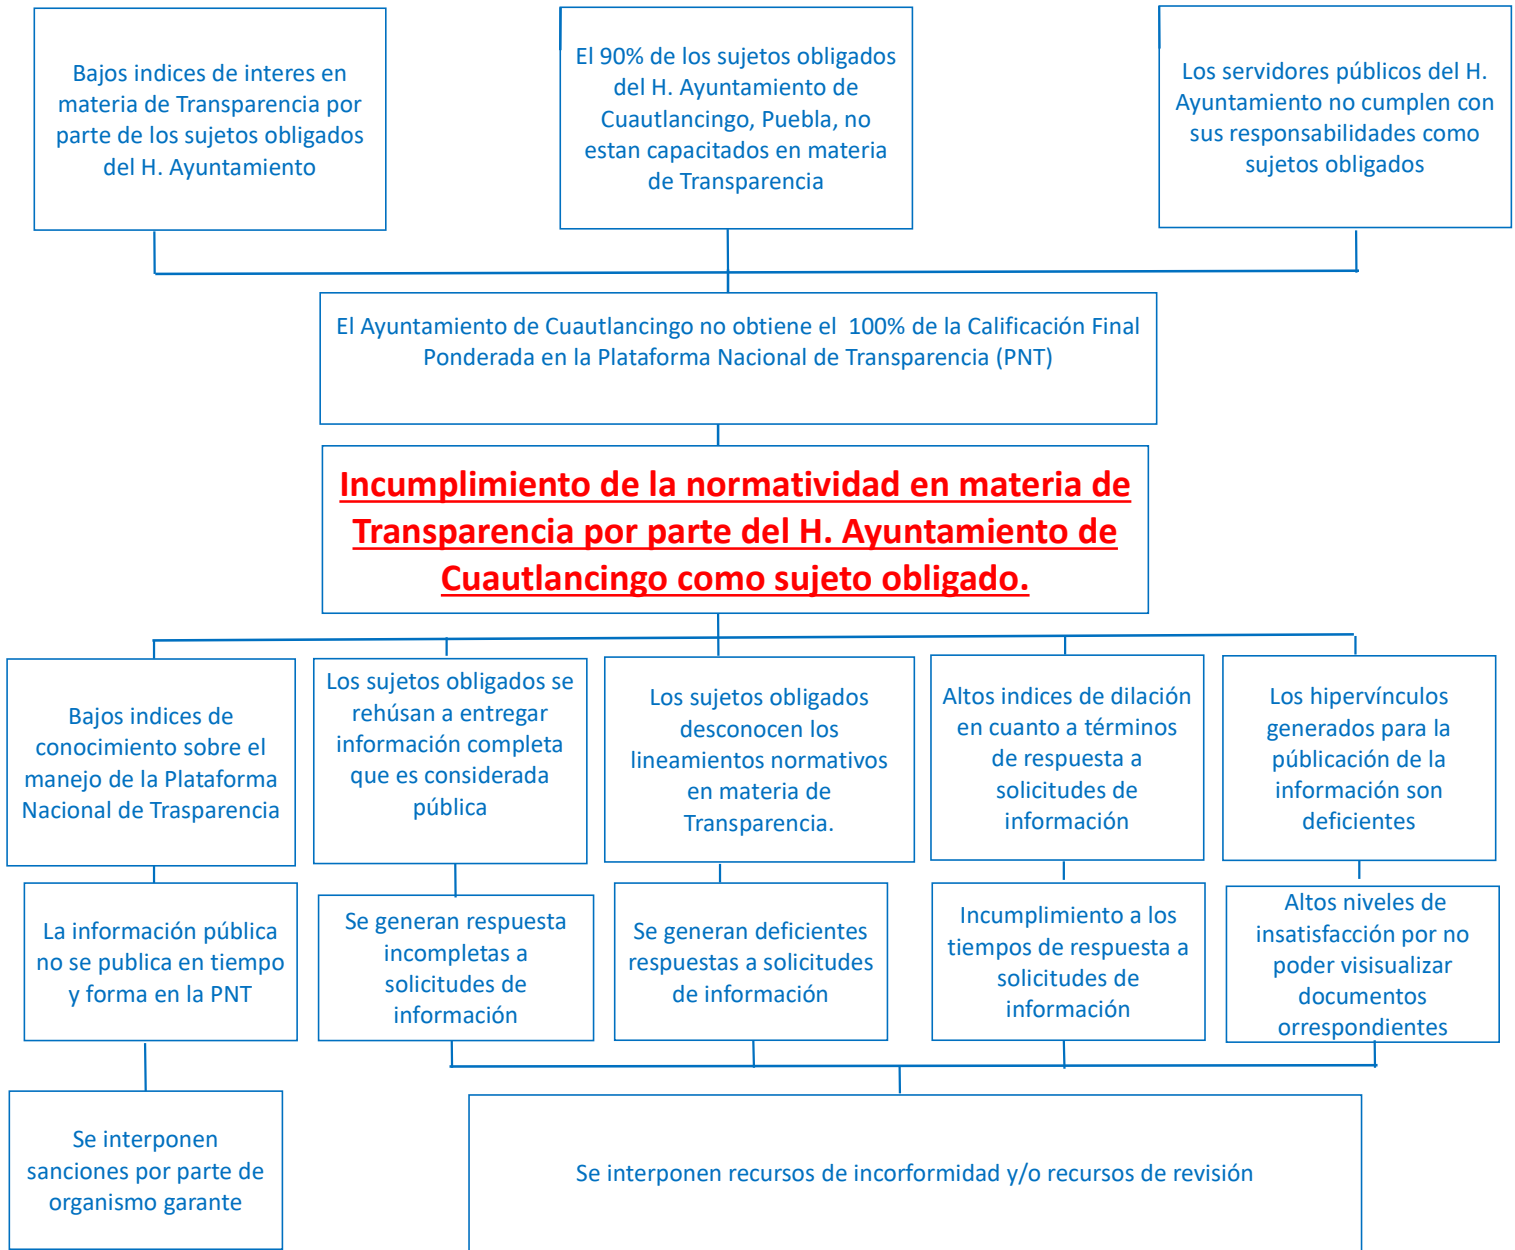 Bajos indices de interes en
materia de Transparencia por
parte de los sujetos obligados
del H. Ayuntamiento
El 90% de los sujetos obligados
del H. Ayuntamiento de
Cuautlancingo, Puebla, no
estan capacitados en materia
de Transparencia
Los servidores públicos del H.
Ayuntamiento no cumplen con
sus responsabilidades como
sujetos obligados
El Ayuntamiento de Cuautlancingo no obtiene el 100% de la Calificación Final
Ponderada en la Plataforma Nacional de Transparencia (PNT)
Incumplimiento de la normatividad en materia de
Transparencia por parte del H. Ayuntamiento de
Cuautlancingo como sujeto obligado.
Bajos indices de
conocimiento sobre el
manejo de la Plataforma
Nacional de Trasparencia
Los sujetos obligados se
rehúsan a entregar
información completa
que es considerada
pública
Los sujetos obligados
desconocen los
lineamientos normativos
en materia de
Transparencia.
Altos indices de dilación
en cuanto a términos
de respuesta a
solicitudes de
información
Los hipervínculos
generados para la
públicación de la
información son
deficientes
La información pública
no se publica en tiempo
y forma en la PNT
Se generan respuesta
incompletas a
solicitudes de
información
Se generan deficientes
respuestas a solicitudes
de información
Incumplimiento a los
tiempos de respuesta a
solicitudes de
información
Altos niveles de
insatisfacción por no
poder visisualizar
documentos
orrespondientes
Se interponen
sanciones por parte de
organismo garante
Se interponen recursos de incorformidad y/o recursos de revisión